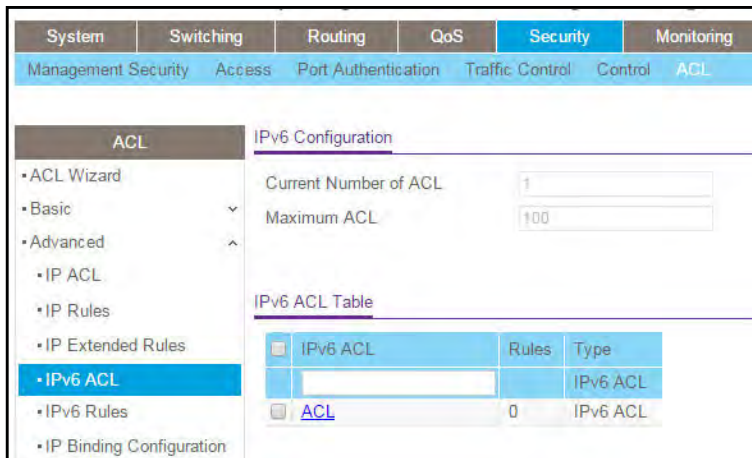 System Switching Routing QoS Security Monitoring
Management Security Access Port Authentication Traffic Control Control ACL
ACL
ACL Wizard
Basic
Advanced
IP ACL
IP Rules
IP Extended Rules
IPv6 ACL
IPv6 Rules
IP Binding Configuration
IPv6 Configuration
Current Number of ACL 1
Maximum ACL 100
IPv6 ACL Table
IPv6 ACL Rules Type
IPv6 ACL
ACL 0 IPv6 ACL